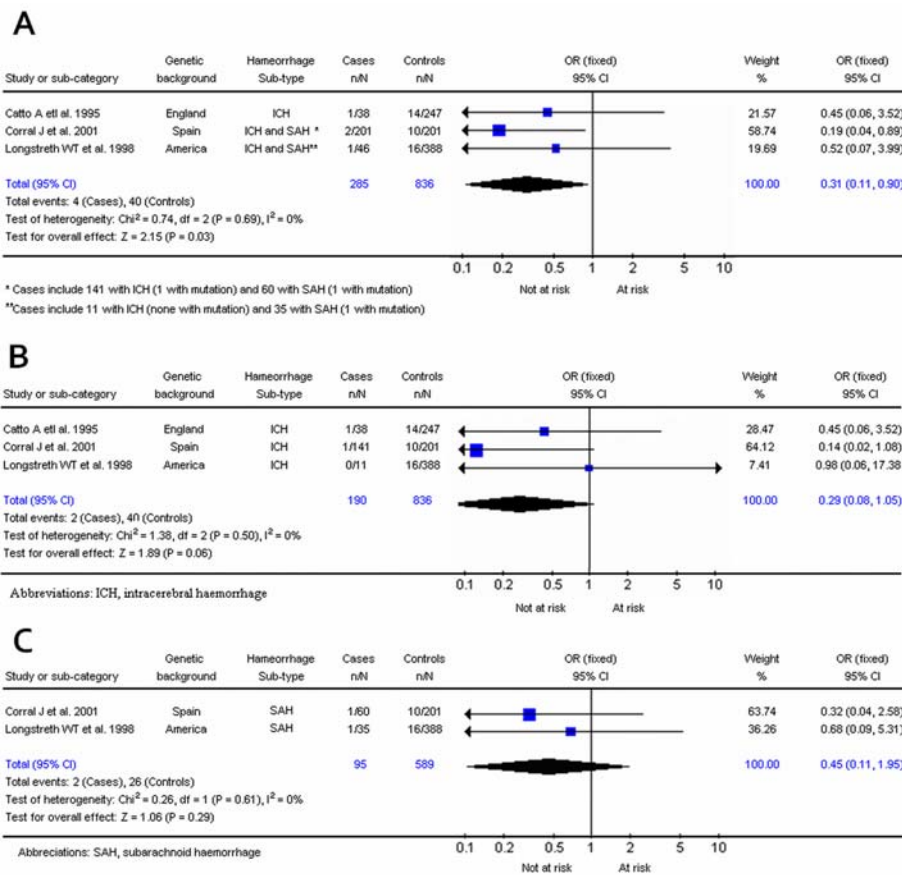 A
Genetic Hameorrhage Cases Controls OR (fixed) Weight OR (fixed)
Study or sub-category background Sub-type n/N n/N 95% CI % 95% CI
Catto A etl al. 1995 England ICH 1/38 14/247 21.57 0.45 (0.06, 3.52)
Corral J et al. 2001 Spain ICH and SAH * 2/201 10/201 58.74 0.19 (0.04, 0.89)
Longstreth WT et al. 1998 America ICH and SAH** 1/46 16/388 19.69 0.52 (0.07, 3.99)
Total (95% CI) 285 836 100.00 0.31 (0.11, 0.90)
Total events: 4 (Cases), 40 (Controls)
Test of heterogeneity: Chi² = 0.74, df = 2 (P = 0.69), I² = 0%
Test for overall effect: Z = 2.15 (P = 0.03)
0.1 0.2 0.5 1 2 5 10
Not at risk At risk
* Cases include 141 with ICH (1 with mutation) and 60 with SAH (1 with mutation)
**Cases include 11 with ICH (none with mutation) and 35 with SAH (1 with mutation)
B
Genetic Hameorrhage Cases Controls OR (fixed) Weight OR (fixed)
Study or sub-category background Sub-type n/N n/N 95% CI % 95% CI
Catto A etl al. 1995 England ICH 1/38 14/247 28.47 0.45 (0.06, 3.52)
Corral J et al. 2001 Spain ICH 1/141 10/201 64.12 0.14 (0.02, 1.08)
Longstreth WT et al. 1998 America ICH 0/11 16/388 7.41 0.98 (0.06, 17.38
Total (95% CI) 190 836 100.00 0.29 (0.08, 1.05)
Total events: 2 (Cases), 40 (Controls)
Test of heterogeneity: Chi² = 1.38, df = 2 (P = 0.50), I² = 0%
Test for overall effect: Z = 1.89 (P = 0.06)
0.1 0.2 0.5 1 2 5 10
Not at risk At risk
Abbreviations: ICH, intracerebral haemorrhage
C
Genetic Hameorrhage Cases Controls OR (fixed) Weight OR (fixed)
Study or sub-category background Sub-type n/N n/N 95% CI % 95% CI
Corral J et al. 2001 Spain SAH 1/60 10/201 63.74 0.32 (0.04, 2.58)
Longstreth WT et al. 1998 America SAH 1/35 16/388 36.26 0.68 (0.09, 5.31)
Total (95% CI) 95 589 100.00 0.45 (0.11, 1.95)
Total events: 2 (Cases), 26 (Controls)
Test of heterogeneity: Chi² = 0.26, df = 1 (P = 0.61), I² = 0%
Test for overall effect: Z = 1.06 (P = 0.29)
0.1 0.2 0.5 1 2 5 10
Not at risk At risk
Abbreciations: SAH, subarachnoid haemorrhage